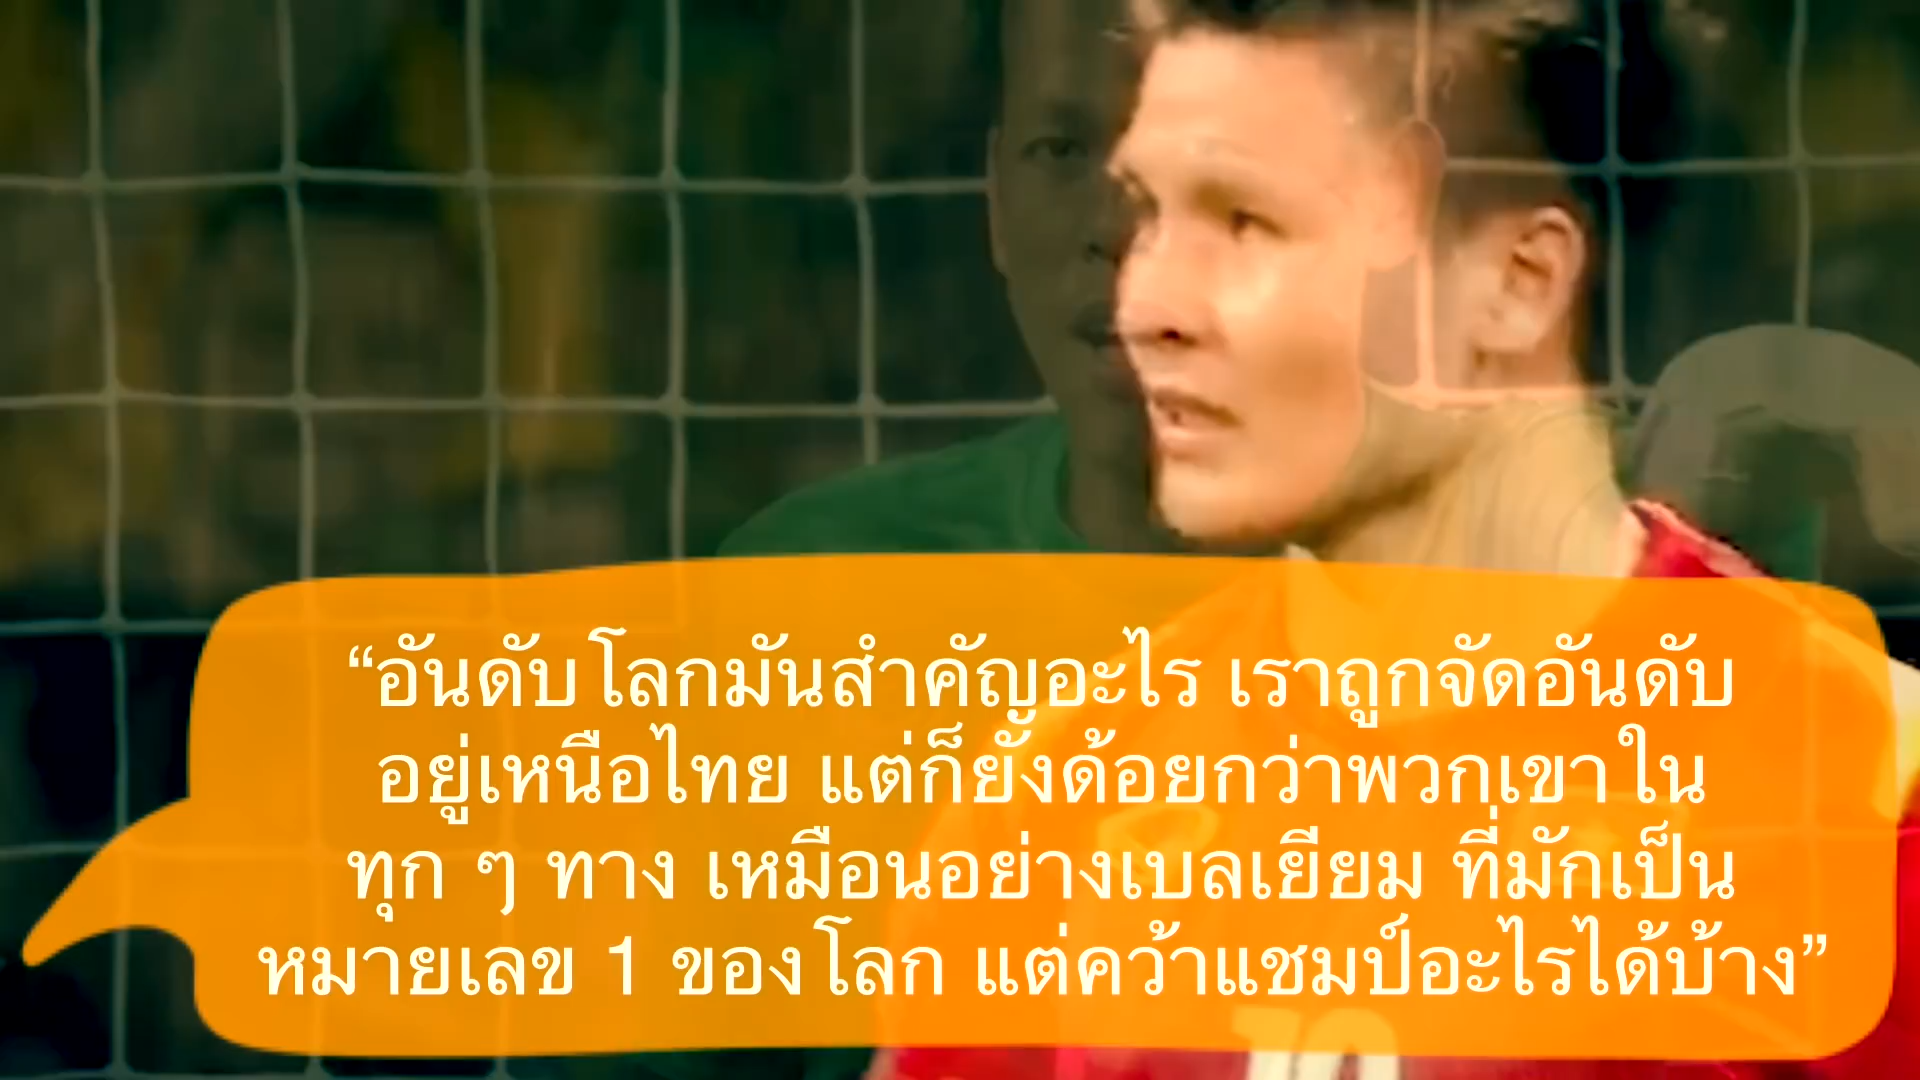 “อันดับโลกมันสำคัญอะไร เราถูกจัดอันดับ
อยู่เหนือไทย แต่ก็ยังด้อยกว่าพวกเขาใน
ทุก ๆ ทาง เหมือนอย่างเบลเยียม ที่มักเป็น
หมายเลข 1 ของโลก แต่คว้าแชมป์อะไรได้บ้าง”
19